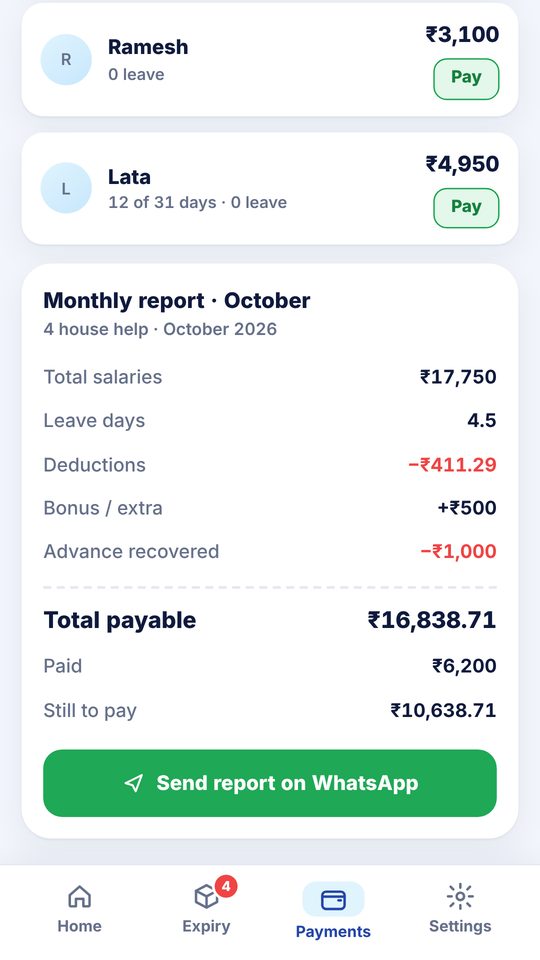 R
Ramesh
0 leave
₹3,100
Pay
L
Lata
12 of 31 days · 0 leave
₹4,950
Pay
Monthly report · October
4 house help · October 2026
Total salaries ₹17,750
Leave days 4.5
Deductions −₹411.29
Bonus / extra +₹500
Advance recovered −₹1,000
Total payable ₹16,838.71
Paid ₹6,200
Still to pay ₹10,638.71
Send report on WhatsApp
4
Home Expiry Payments Settings